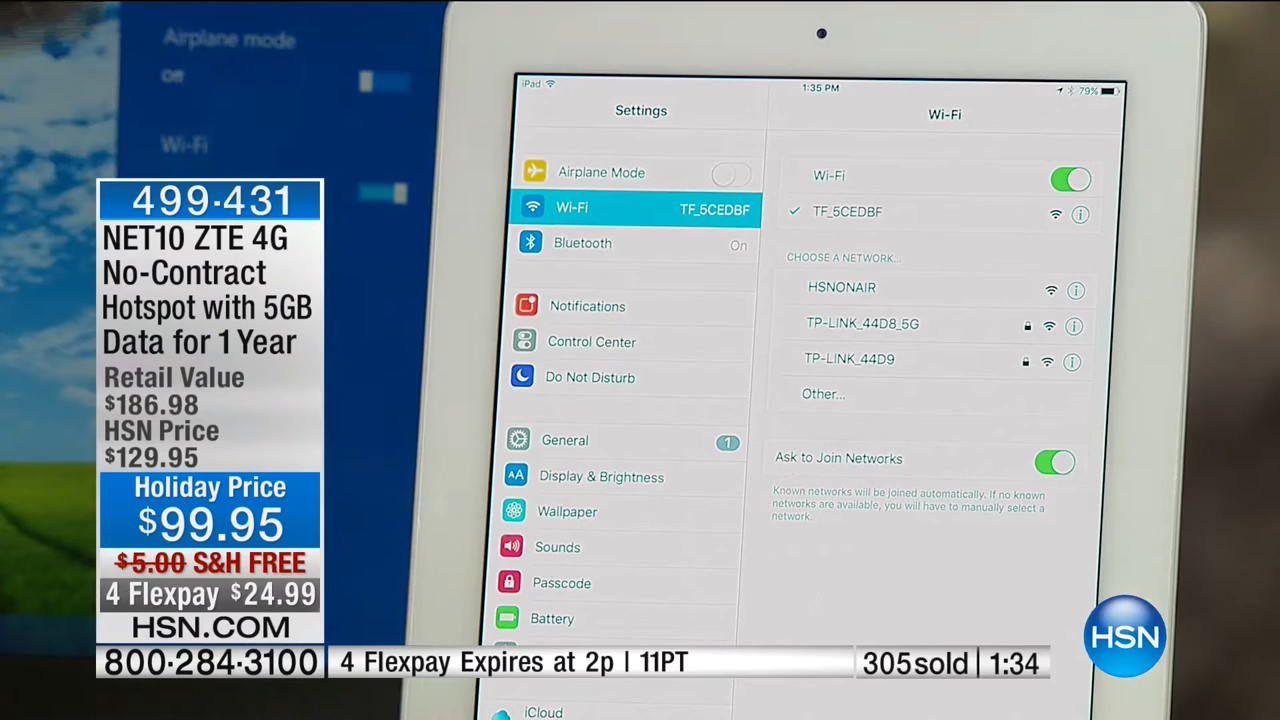 Airplane mode
Off
Wi-Fi
499-431
NET10 ZTE 4G
No-Contract
Hotspot with 5GB
Data for 1 Year
Retail Value
$186.98
HSN Price
$129.95
Holiday Price
$99.95
$5.00 S&H FREE
4 Flexpay $24.99
HSN.COM
800-284-3100
4 Flexpay Expires at 2p | 11PT
305 sold | 1:34
HSN
iPad
1:35 PM
79%
Settings
Airplane Mode
Wi-Fi TF_5CEDBF
Bluetooth On
Notifications
Control Center
Do Not Disturb
General 1
AA Display & Brightness
Wallpaper
Sounds
Passcode
Battery
iCloud
Wi-Fi
Wi-Fi
TF_5CEDBF
CHOOSE A NETWORK...
HSNONAIR
TP-LINK_44D8_5G
TP-LINK_44D9
Other...
Ask to Join Networks
Known networks will be joined automatically. If no known
networks are available, you will have to manually select a
network.